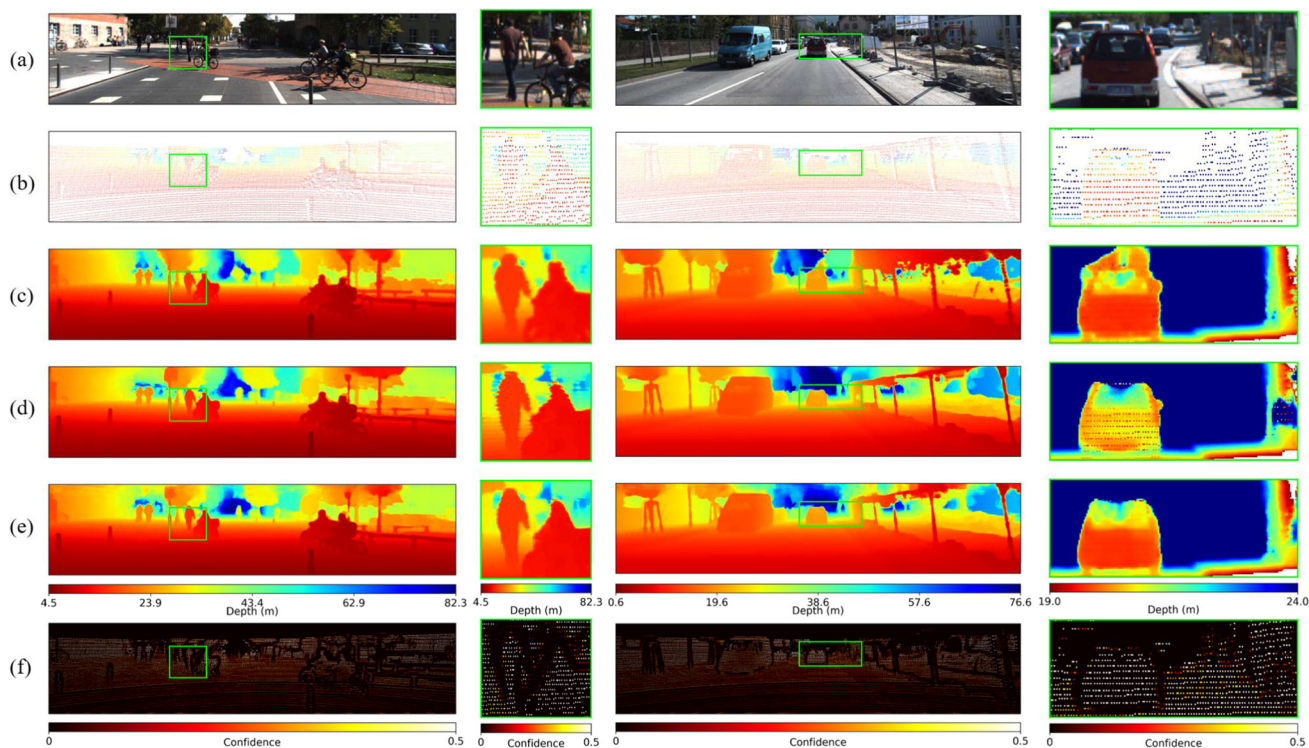 (a)
(b)
(c)
(d)
(e)
4.5 23.9 43.4 62.9 82.3
Depth (m)
4.5 82.3
Depth (m)
0.6 19.6 38.6 57.6 76.6
Depth (m)
19.0 24.0
Depth (m)
(f)
0 0.5
Confidence
0 0.5
Confidence
0 0.5
Confidence
0 0.5
Confidence